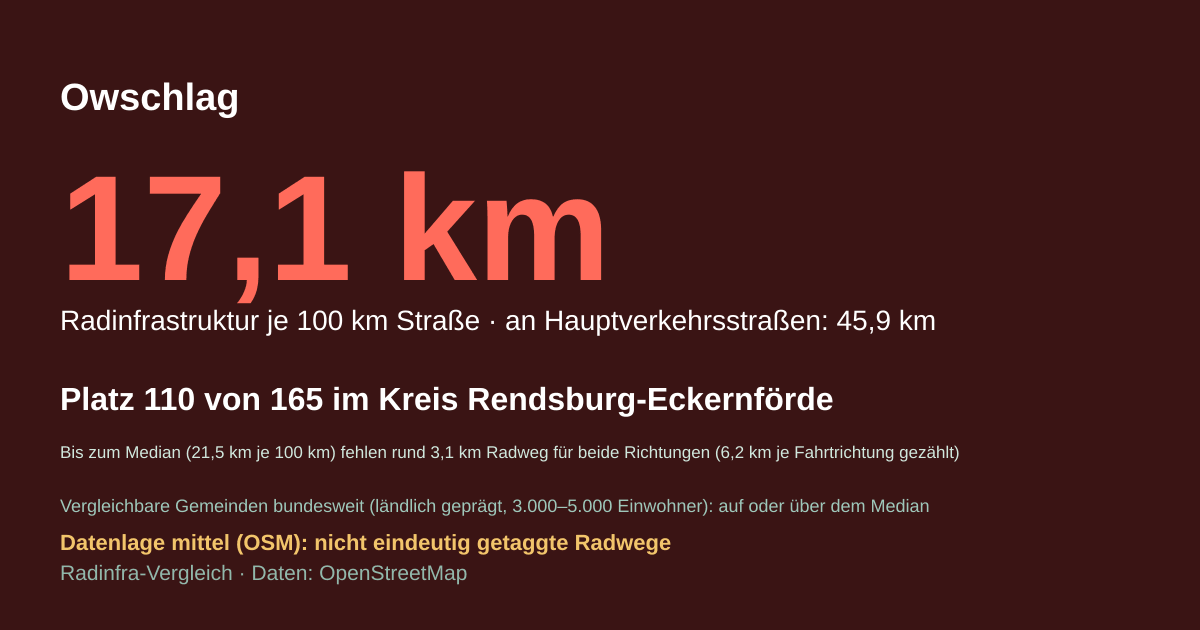 Owschlag
17,1 km
Radinfrastruktur je 100 km Straße · an Hauptverkehrsstraßen: 45,9 km
Platz 110 von 165 im Kreis Rendsburg-Eckernförde
Bis zum Median (21,5 km je 100 km) fehlen rund 3,1 km Radweg für beide Richtungen (6,2 km je Fahrtrichtung gezählt)
Vergleichbare Gemeinden bundesweit (ländlich geprägt, 3.000–5.000 Einwohner): auf oder über dem Median
Datenlage mittel (OSM): nicht eindeutig getaggte Radwege
Radinfra-Vergleich · Daten: OpenStreetMap